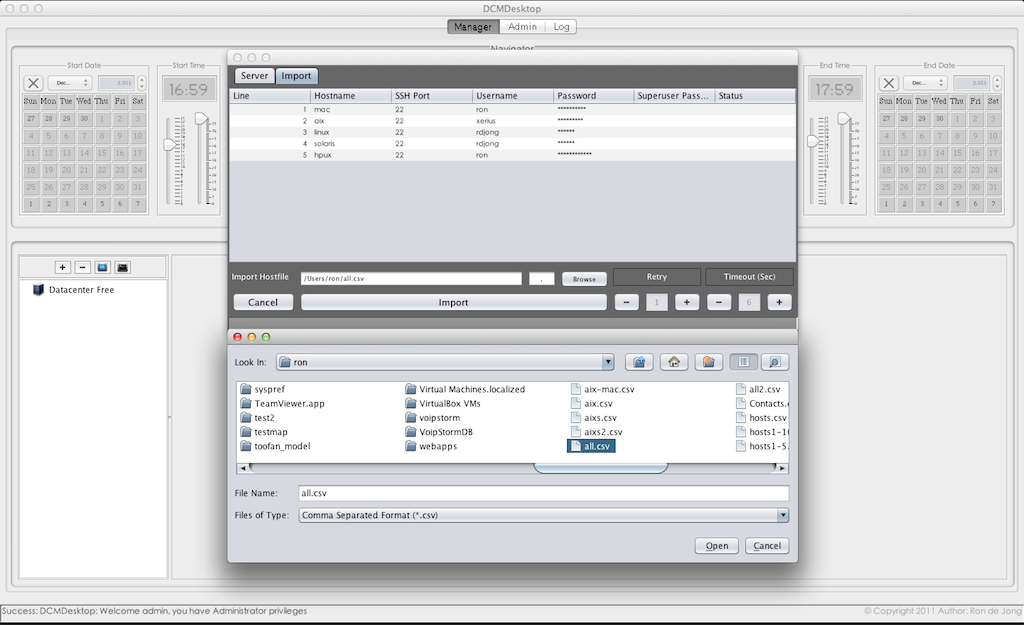 DCMDesktop
Manager Admin Log
Navigator
Start Date Start Time End Time End Date
Dec... 2.011 16:59 17:59 Dec... 2.011
Sun Mon Tue Wed Thu Fri Sat
27 28 29 30 1 2 3
4 5 6 7 8 9 10
11 12 13 14 15 16 17
18 19 20 21 22 23 24
25 26 27 28 29 30 31
1 2 3 4 5 6 7
Sun Mon Tue Wed Thu Fri Sat
27 28 29 30 1 2 3
4 5 6 7 8 9 10
11 12 13 14 15 16 17
18 19 20 21 22 23 24
25 26 27 28 29 30 31
1 2 3 4 5 6 7
Server Import
Line Hostname SSH Port Username Password Superuser Pass... Status
1 mac 22 ron **********
2 aix 22 xerius *********
3 linux 22 rdjong ******
4 solaris 22 rdjong ******
5 hpux 22 ron ************
Import Hostfile /Users/ron/all.csv , Browse Retry Timeout (Sec)
Cancel Import − 1 + − 6 +
+ −
Datacenter Free
Look In: ron
syspref Virtual Machines.localized aix-mac.csv all2.csv
TeamViewer.app VirtualBox VMs aix.csv Contacts.
test2 voipstorm aixs.csv hosts.csv
testmap VoipStormDB aixs2.csv hosts1-1
toofan_model webapps all.csv hosts1-5.
File Name: all.csv
Files of Type: Comma Separated Format (*.csv)
Open Cancel
Success: DCMDesktop: Welcome admin, you have Administrator privileges
© Copyright 2011 Author: Ron de Jong